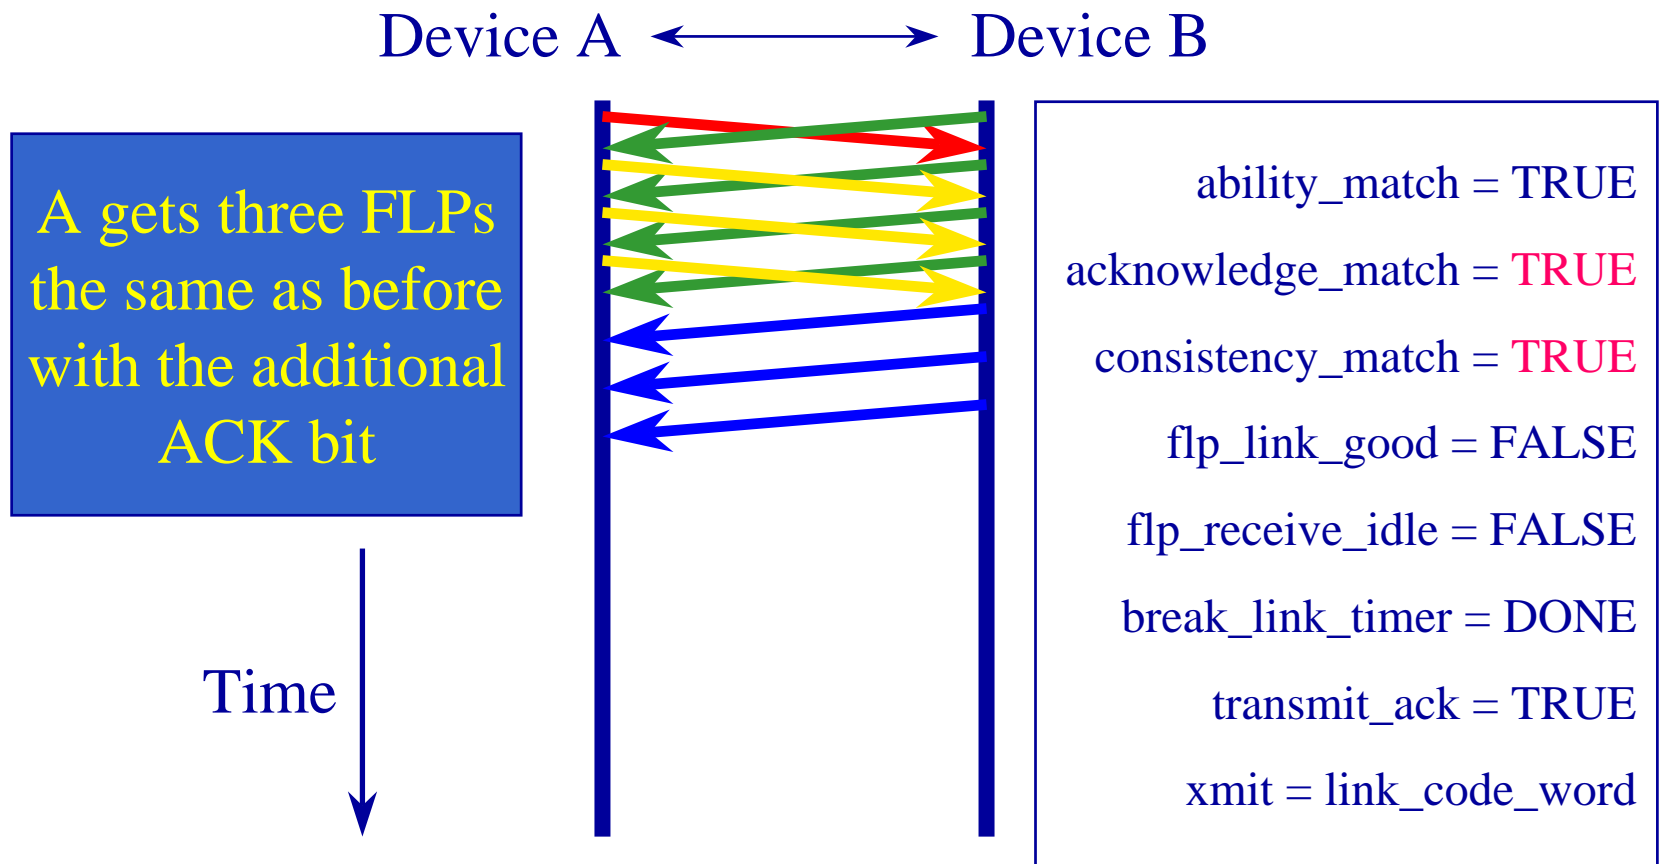 Device A Device B
A gets three FLPs
the same as before
with the additional
ACK bit
Time
ability_match = TRUE
acknowledge_match = TRUE
consistency_match = TRUE
flp_link_good = FALSE
flp_receive_idle = FALSE
break_link_timer = DONE
transmit_ack = TRUE
xmit = link_code_word